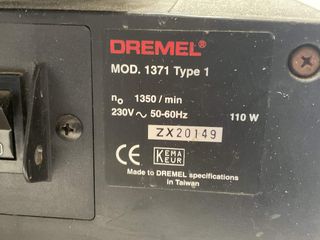 DREMEL®
MOD. 1371 Type 1
no 1350 / min
230V ~ 50-60Hz 110 W
ZX20149
CE KEMA KEUR
Made to DREMEL specifications
in Taiwan